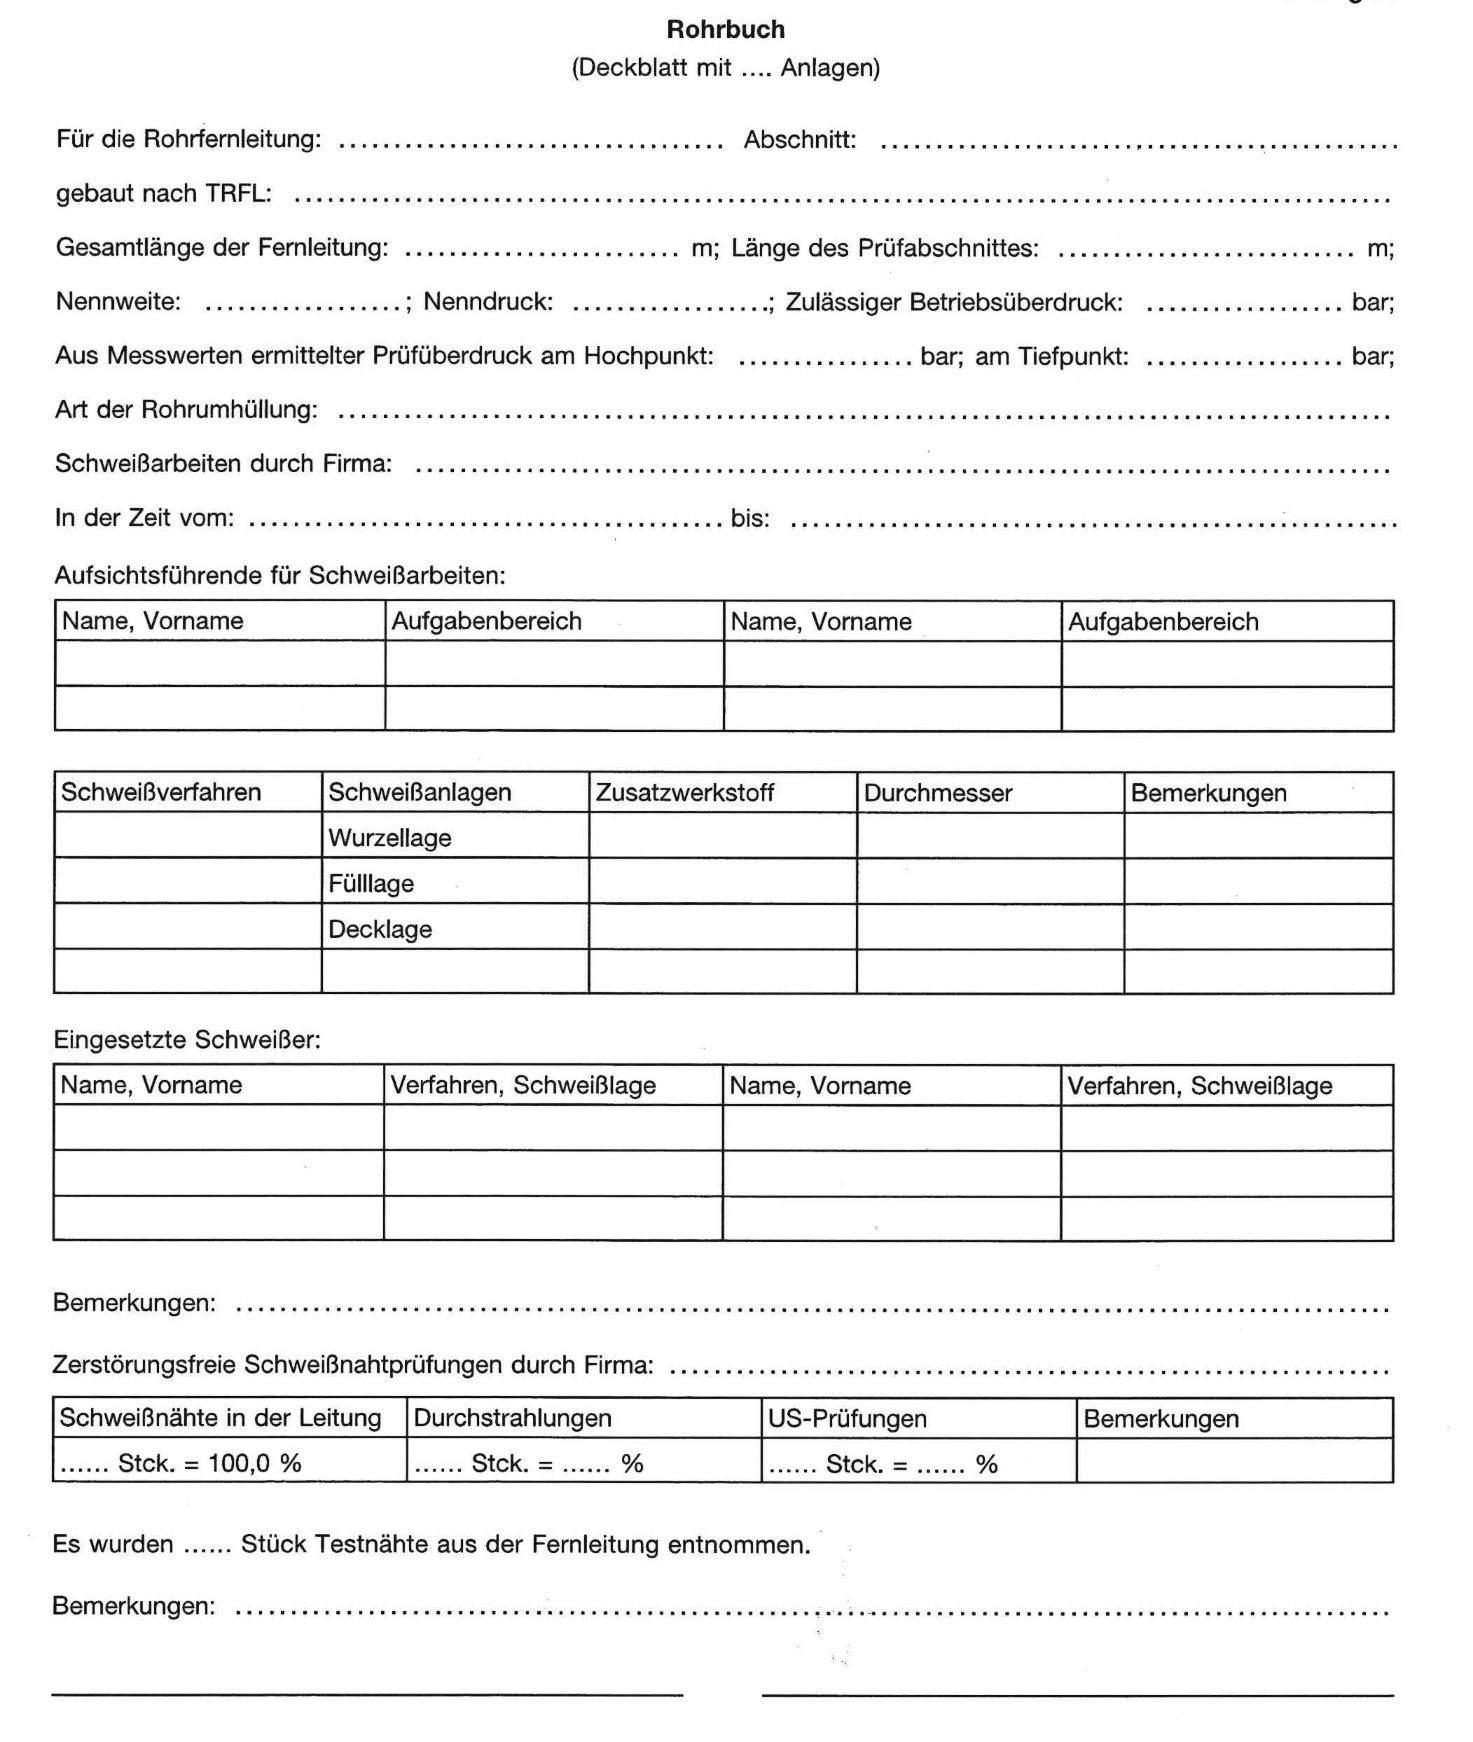 Rohrbuch
(Deckblatt mit .... Anlagen)
Für die Rohrfernleitung: .................................. Abschnitt: ..............................................
gebaut nach TRFL: ..................................................................................................
Gesamtlänge der Fernleitung: ......................... m; Länge des Prüfabschnittes: ........................... m;
Nennweite: ..................; Nenndruck: ..................; Zulässiger Betriebsüberdruck: .................. bar;
Aus Messwerten ermittelter Prüfüberdruck am Hochpunkt: ................ bar; am Tiefpunkt: .................. bar;
Art der Rohrumhüllung: ..............................................................................................
Schweißarbeiten durch Firma: .......................................................................................
In der Zeit vom: .......................................... bis: ......................................................
Aufsichtsführende für Schweißarbeiten:
Name, Vorname Aufgabenbereich Name, Vorname Aufgabenbereich
Schweißverfahren Schweißanlagen Zusatzwerkstoff Durchmesser Bemerkungen
Wurzellage
Fülllage
Decklage
Eingesetzte Schweißer:
Name, Vorname Verfahren, Schweißlage Name, Vorname Verfahren, Schweißlage
Bemerkungen: ........................................................................................................
Zerstörungsfreie Schweißnahtprüfungen durch Firma: .................................................................
Schweißnähte in der Leitung Durchstrahlungen US-Prüfungen Bemerkungen
...... Stck. = 100,0 % ...... Stck. = ...... % ...... Stck. = ...... %
Es wurden ...... Stück Testnähte aus der Fernleitung entnommen.
Bemerkungen: ........................................................................................................